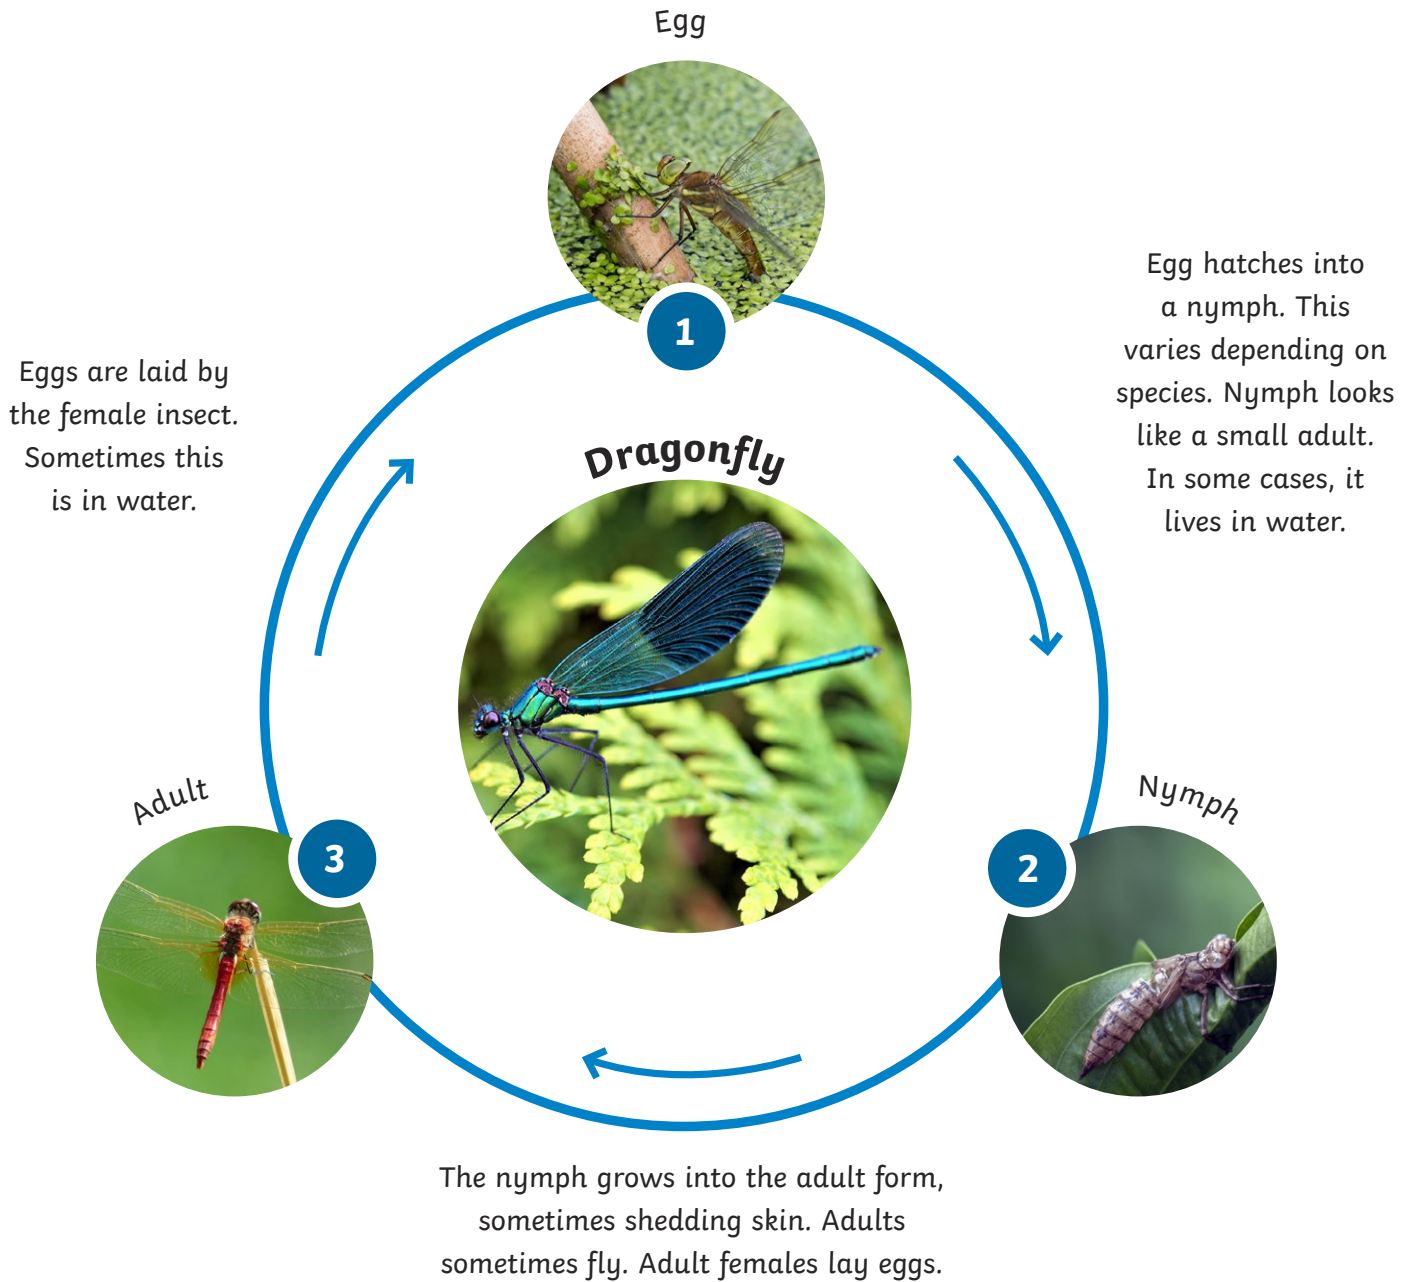 Egg
1
Egg hatches into
a nymph. This
varies depending on
species. Nymph looks
like a small adult.
In some cases, it
lives in water.
Eggs are laid by
the female insect.
Sometimes this
is in water.
Dragonfly
Nymph
2
Adult
3
The nymph grows into the adult form,
sometimes shedding skin. Adults
sometimes fly. Adult females lay eggs.